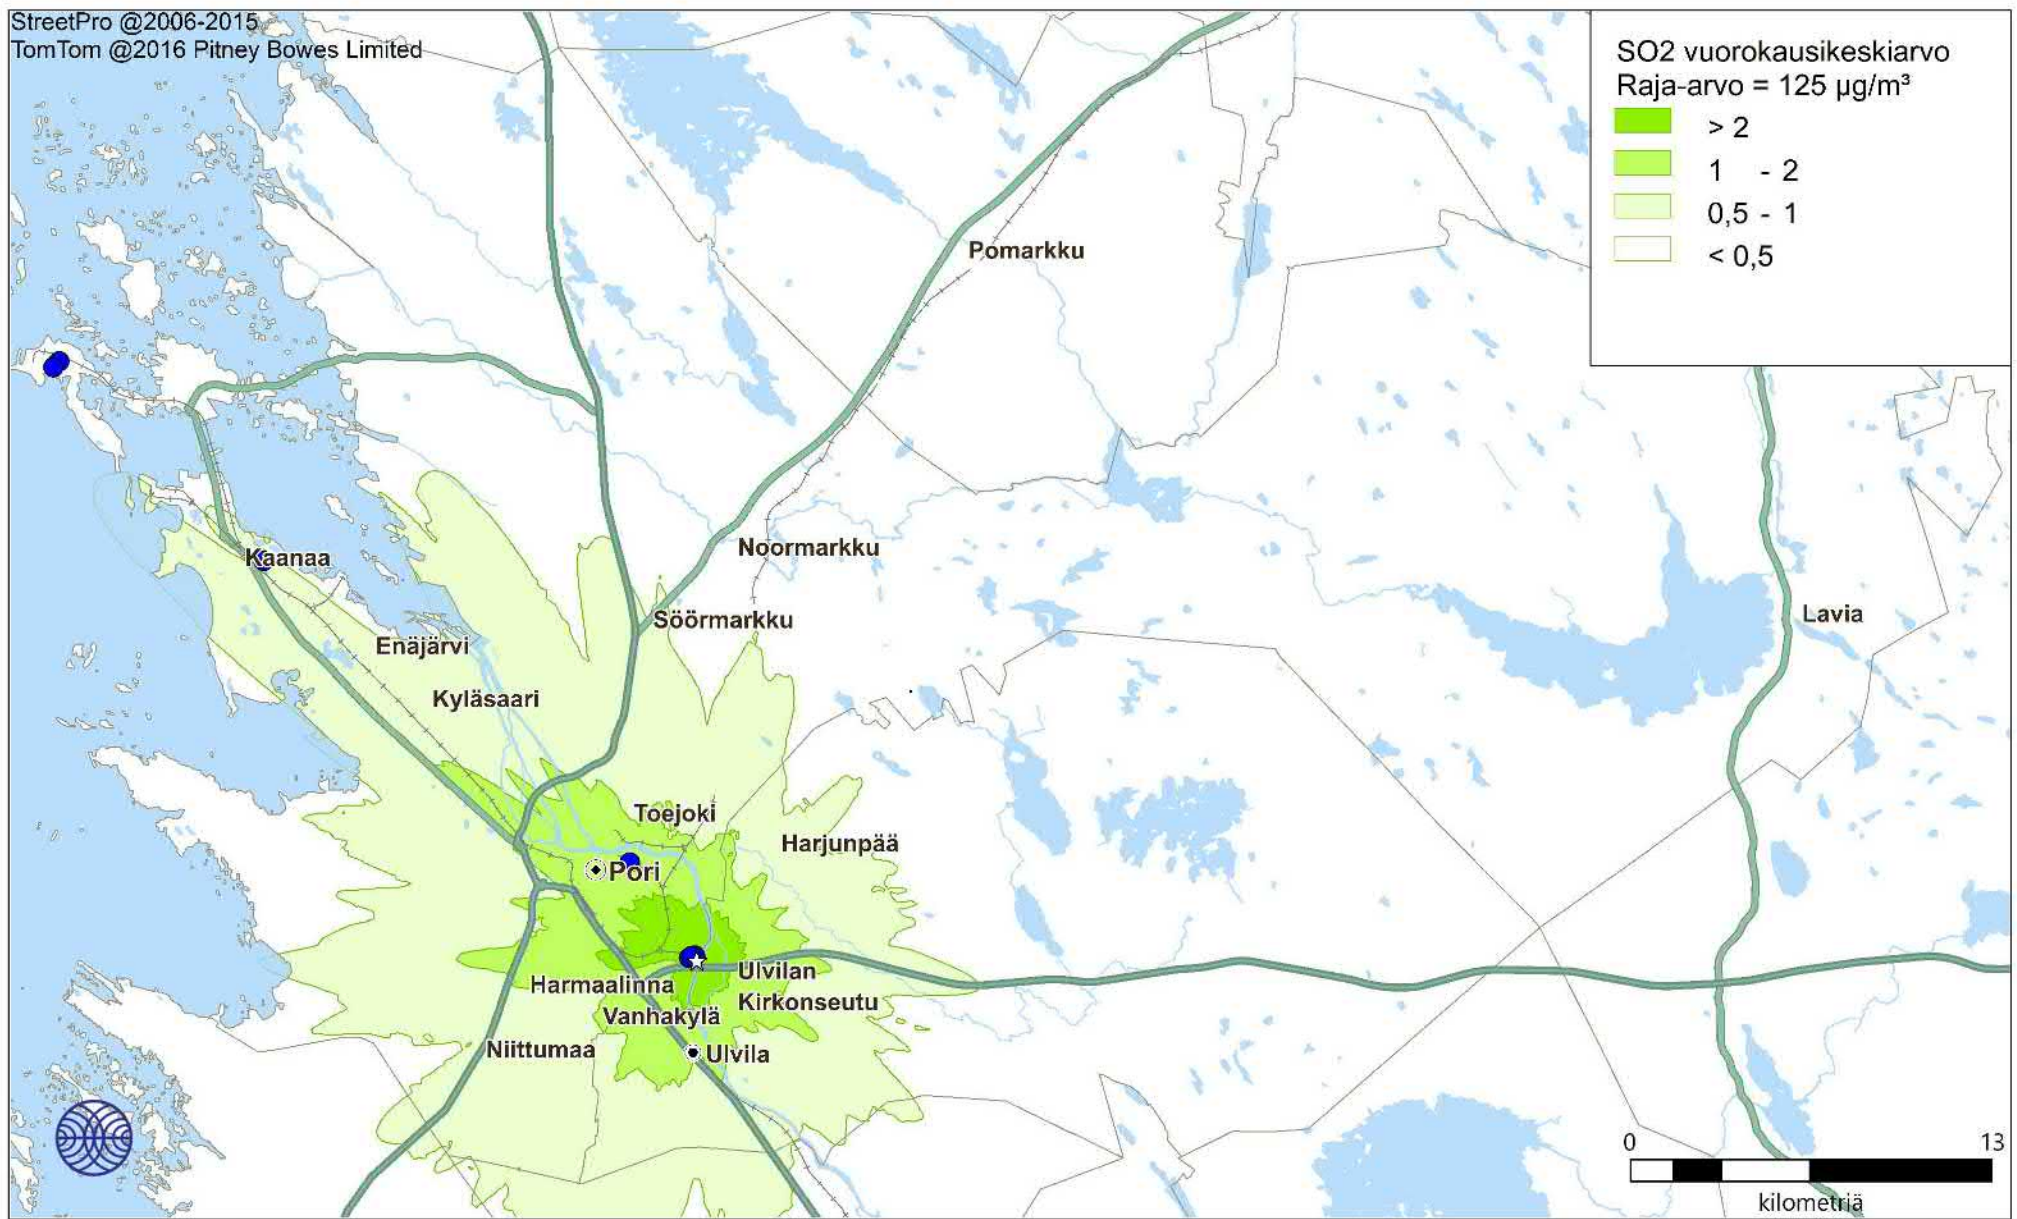 StreetPro @2006-2015
TomTom @2016 Pitney Bowes Limited
SO2 vuorokausikeskiarvo
Raja-arvo = 125 µg/m³
> 2
1 - 2
0,5 - 1
< 0,5
Pomarkku
Noormarkku
Kaanaa
Söörmarkku
Lavia
Enäjärvi
Kyläsaari
Toejoki
Harjunpää
Pori
Ulvilan
Kirkonseutu
Harmaalinna
Vanhakylä
Niittumaa
Ulvila
0 13
kilometriä